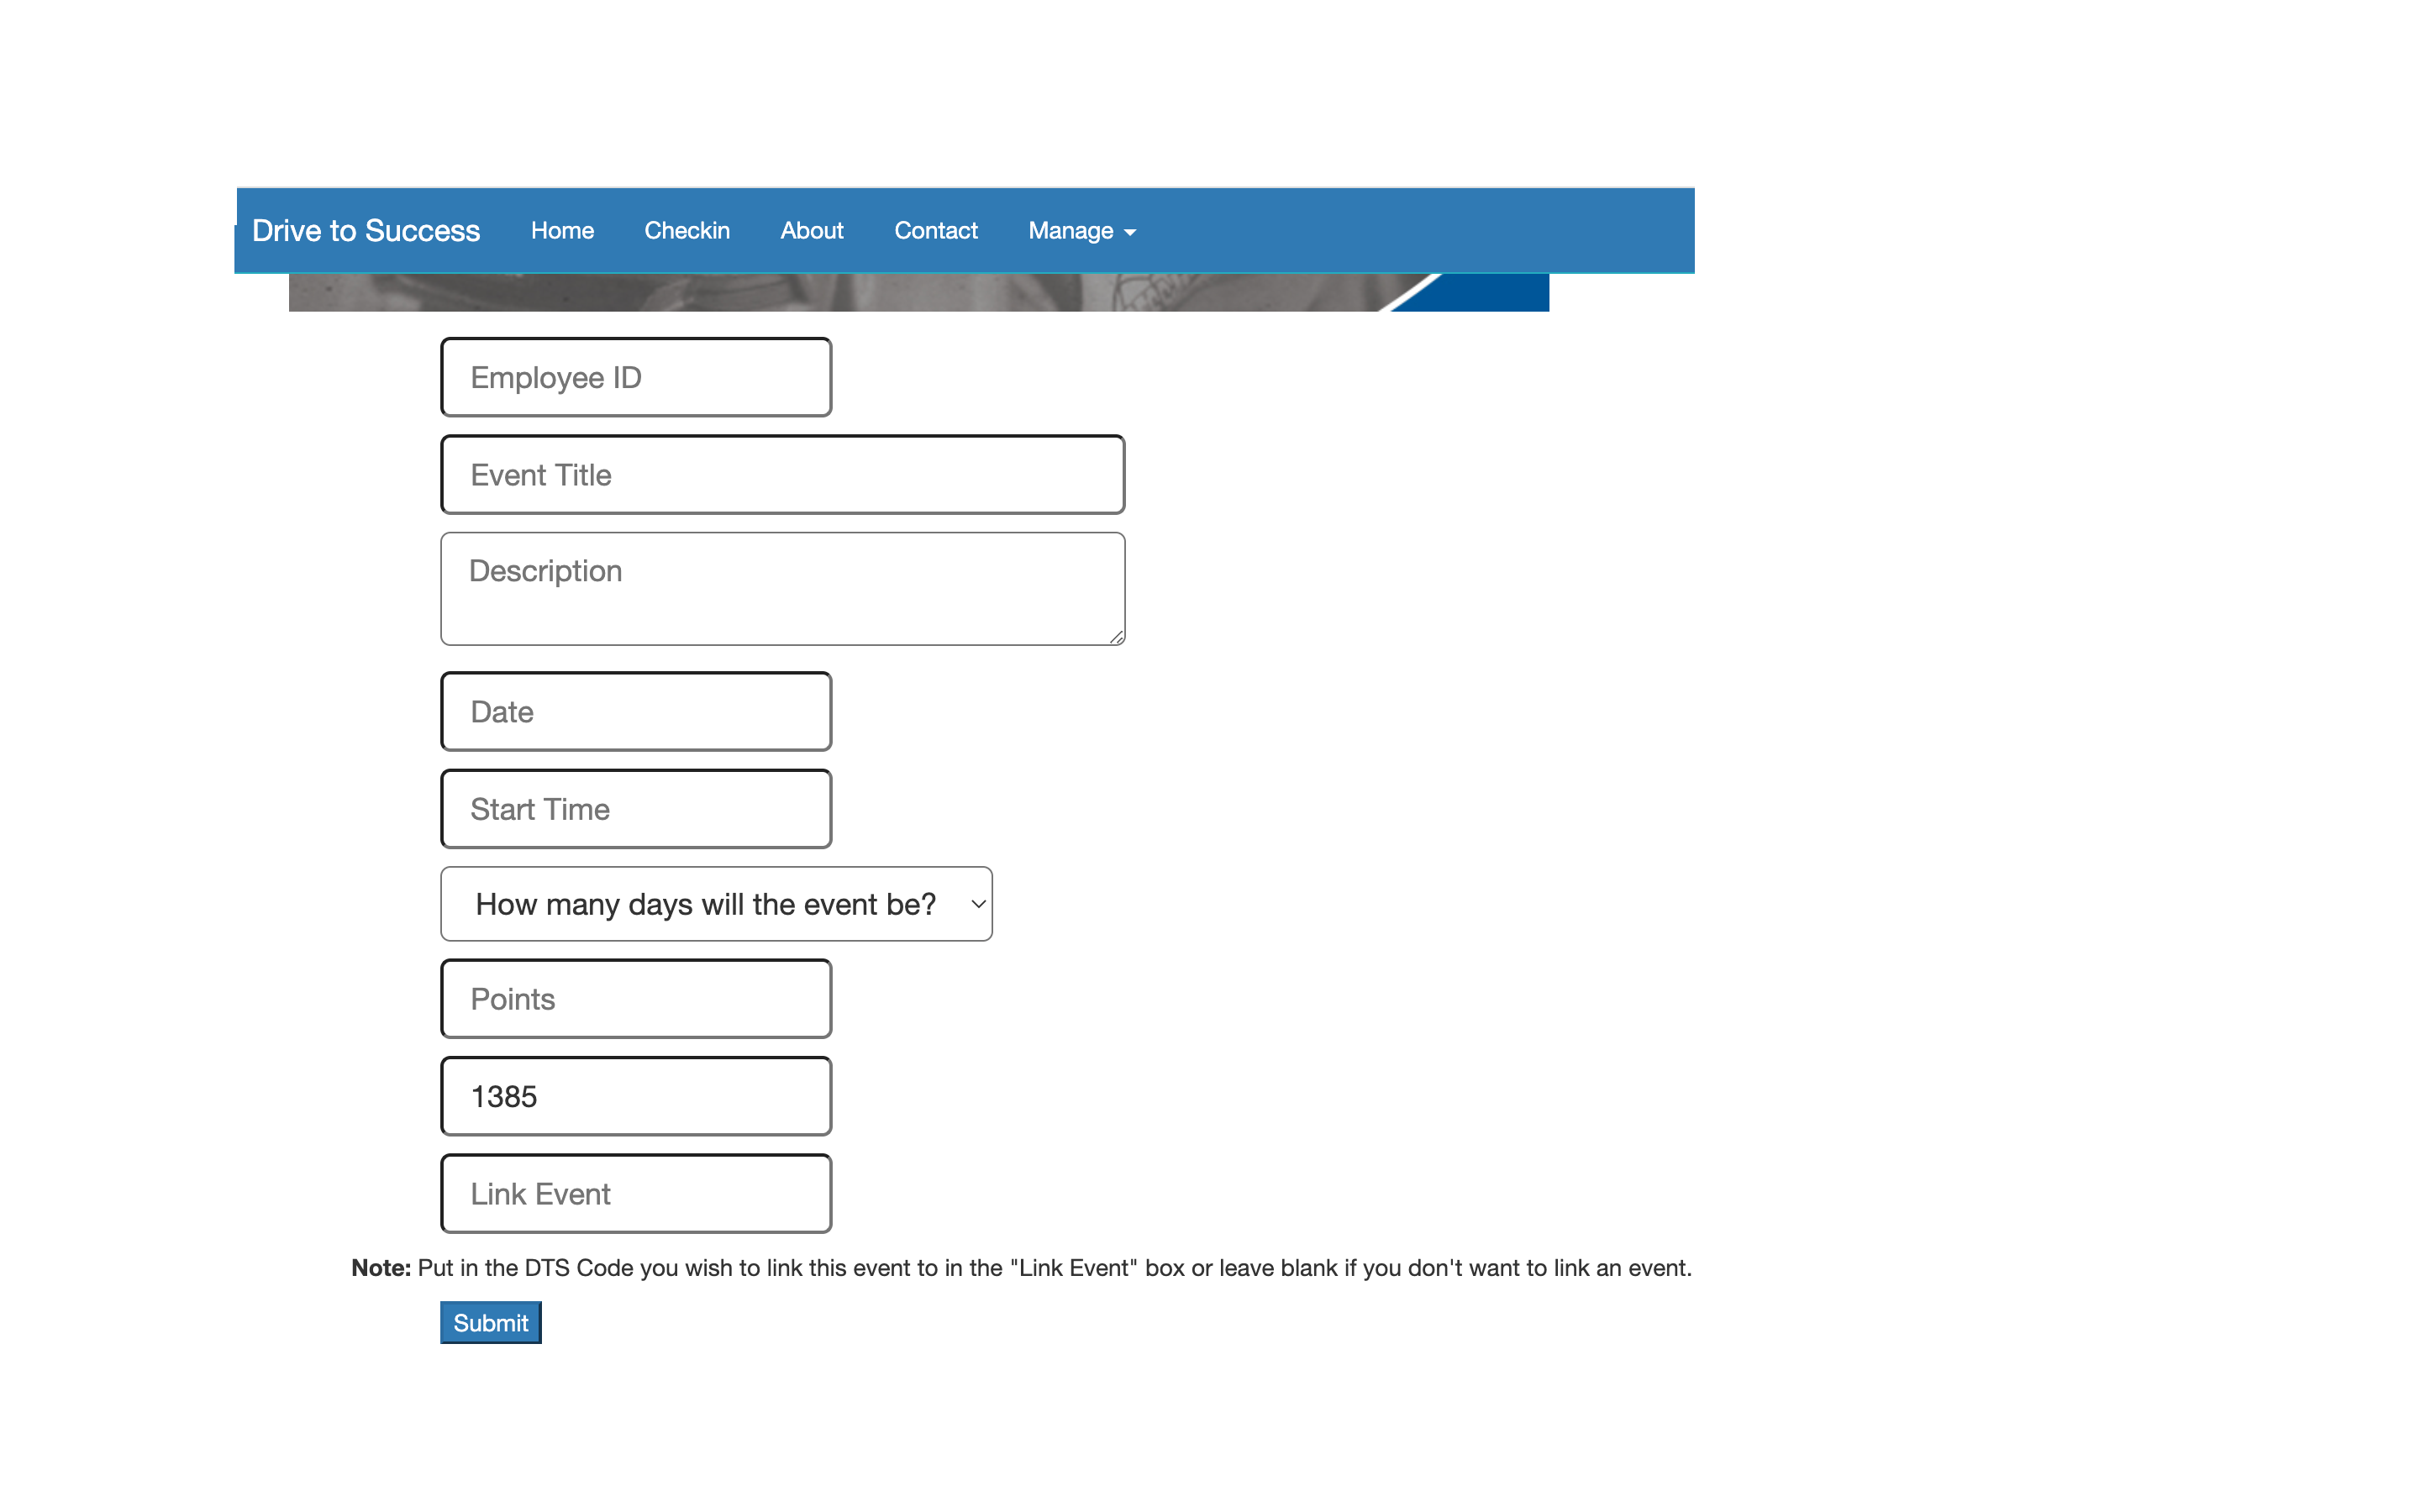 Drive to Success Home Checkin About Contact Manage
Employee ID
Event Title
Description
Date
Start Time
How many days will the event be?
Points
1385
Link Event
Note: Put in the DTS Code you wish to link this event to in the "Link Event" box or leave blank if you don't want to link an event.
Submit